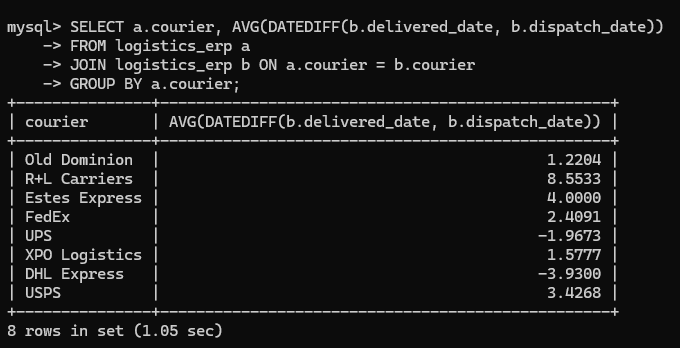 mysql> SELECT a.courier, AVG(DATEDIFF(b.delivered_date, b.dispatch_date))
    -> FROM logistics_erp a
    -> JOIN logistics_erp b ON a.courier = b.courier
    -> GROUP BY a.courier;
+---------------+--------------------------------------------------+
| courier       | AVG(DATEDIFF(b.delivered_date, b.dispatch_date)) |
+---------------+--------------------------------------------------+
| Old Dominion  |                                           1.2204 |
| R+L Carriers  |                                           8.5533 |
| Estes Express |                                           4.0000 |
| FedEx         |                                           2.4091 |
| UPS           |                                          -1.9673 |
| XPO Logistics |                                           1.5777 |
| DHL Express   |                                          -3.9300 |
| USPS          |                                           3.4268 |
+---------------+--------------------------------------------------+
8 rows in set (1.05 sec)